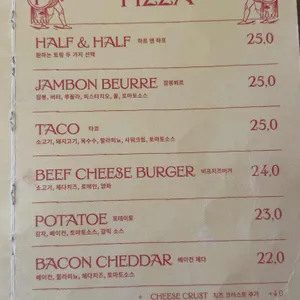 PIZZA
HALF & HALF 하프 앤 하프 25,0
원하는 토핑 두 가지 선택
JAMBON BEURRE 잠봉뵈르 25,0
잠봉, 버터, 루꼴라, 피스타치오, 꿀, 토마토소스
TACO 타코 25,0
소고기, 돼지고기, 옥수수, 할라피뇨, 사워크림, 토마토소스
BEEF CHEESE BURGER 비프치즈버거 24,0
소고기, 체다치즈, 로메인, 양파
POTATOE 포테이토 23,0
감자, 베이컨, 토마토소스, 갈릭 소스
BACON CHEDDAR 베이컨 체다 22,0
베이컨, 할라피뇨, 체다치즈, 토마토소스
+ CHEESE CRUST 치즈 크러스트 추가 +4.0